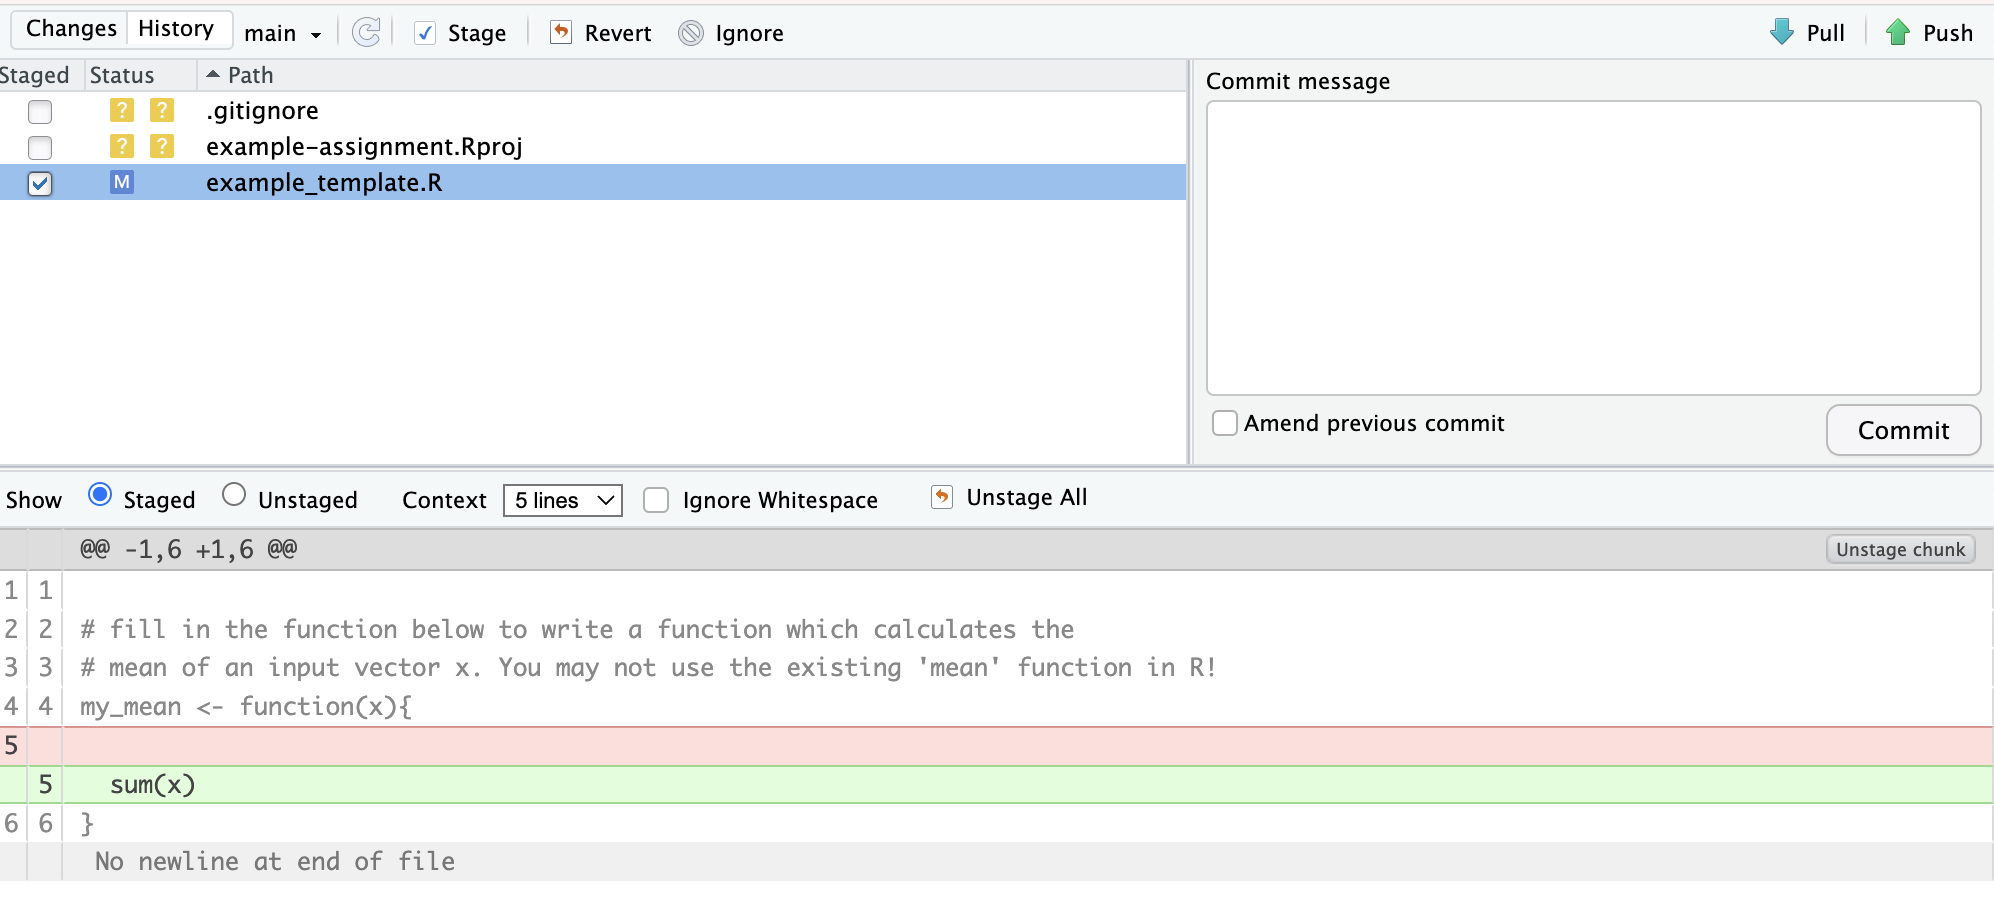 Changes History main Stage Revert Ignore Pull Push
Staged Status Path
? ? .gitignore
? ? example-assignment.Rproj
M example_template.R
Commit message
Amend previous commit
Commit
Show Staged Unstaged Context 5 lines Ignore Whitespace Unstage All
@@ -1,6 +1,6 @@ Unstage chunk
1 1
2 2 # fill in the function below to write a function which calculates the
3 3 # mean of an input vector x. You may not use the existing 'mean' function in R!
4 4 my_mean <- function(x){
5
5 sum(x)
6 6 }
No newline at end of file